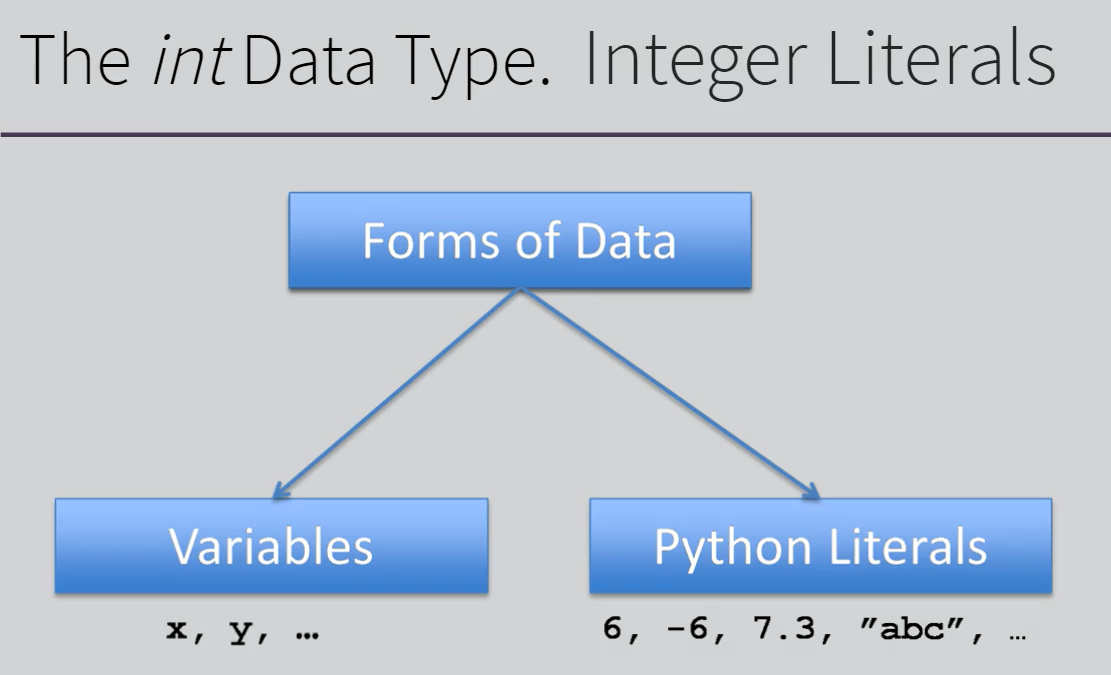 The int Data Type. Integer Literals
Forms of Data
Variables
Python Literals
x, y, …
6, -6, 7.3, ”abc”, …